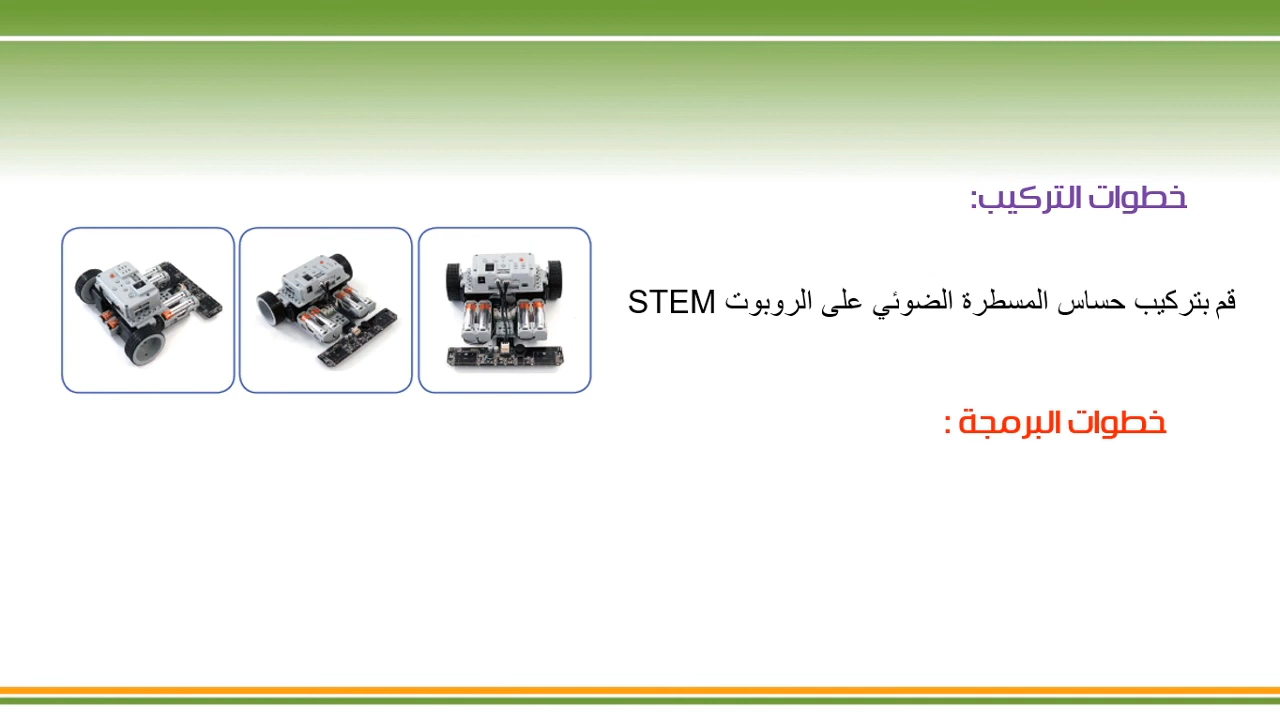 خطوات التركيب:
قم بتركيب حساس المسطرة الضوئي على الروبوت STEM
خطوات البرمجة :